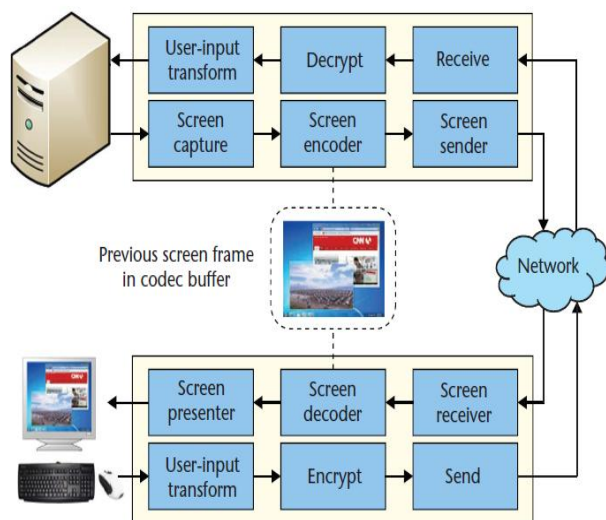 User-input
transform
Decrypt
Receive
Screen
capture
Screen
encoder
Screen
sender
Previous screen frame
in codec buffer
Network
Screen
presenter
Screen
decoder
Screen
receiver
User-input
transform
Encrypt
Send